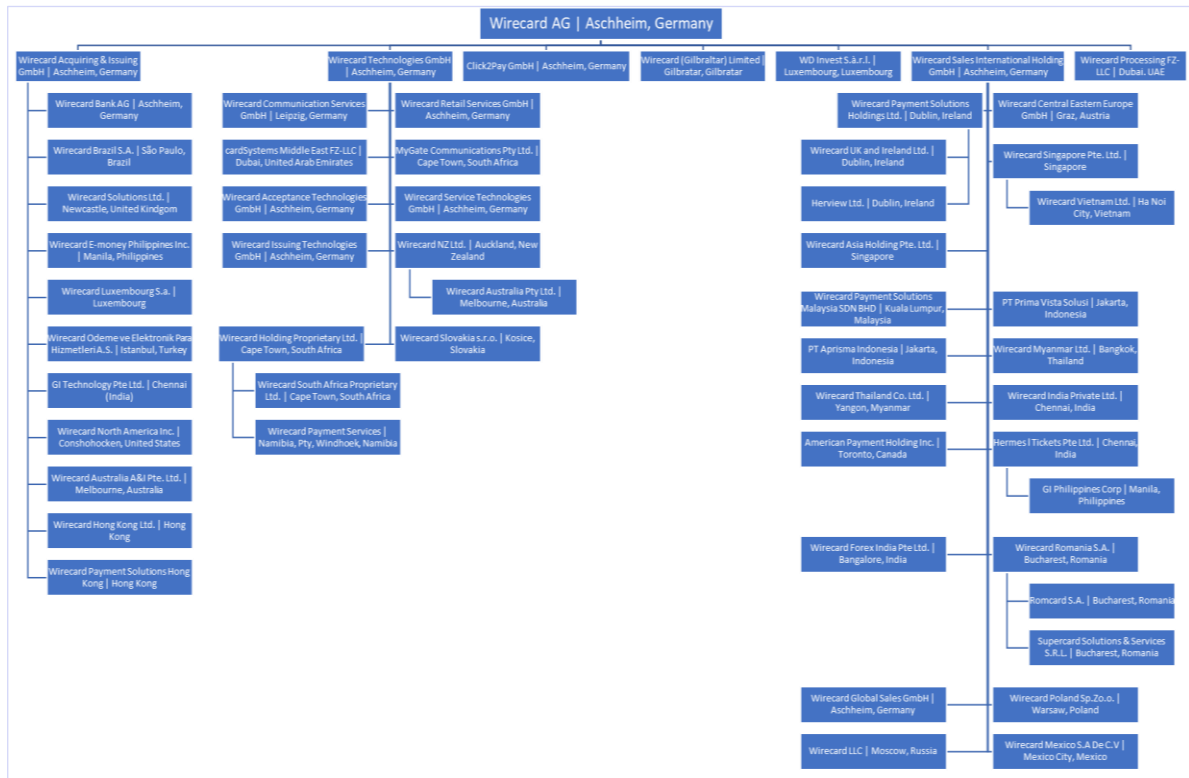 Wirecard AG | Aschheim, Germany
Wirecard Acquiring & Issuing
GmbH | Aschheim, Germany
Wirecard Technologies GmbH
| Aschheim, Germany
Click2Pay GmbH | Aschheim, Germany
Wirecard (Gilbraltar) Limited |
Gilbratar, Gilbratar
WD Invest S.à.r.l. |
Luxembourg, Luxembourg
Wirecard Sales International Holding
GmbH | Aschheim, Germany
Wirecard Processing FZ-
LLC | Dubai. UAE
Wirecard Bank AG | Aschheim,
Germany
Wirecard Brazil S.A. | São Paulo,
Brazil
Wirecard Solutions Ltd. |
Newcastle, United Kindgom
Wirecard E-money Philippines Inc.
| Manila, Philippines
Wirecard Luxembourg S.a. |
Luxembourg
Wirecard Odeme ve Elektronik Para
Hizmetleri A.S. | Istanbul, Turkey
GI Technology Pte Ltd. | Chennai
(India)
Wirecard North America Inc. |
Conshohocken, United States
Wirecard Australia A&I Pte. Ltd. |
Melbourne, Australia
Wirecard Hong Kong Ltd. | Hong
Kong
Wirecard Payment Solutions Hong
Kong | Hong Kong
Wirecard Communication Services
GmbH | Leipzig, Germany
Wirecard Retail Services GmbH |
Aschheim, Germany
cardSystems Middle East FZ-LLC |
Dubai, United Arab Emirates
MyGate Communications Pty Ltd. |
Cape Town, South Africa
Wirecard Acceptance Technologies
GmbH | Aschheim, Germany
Wirecard Service Technologies
GmbH | Aschheim, Germany
Wirecard Issuing Technologies
GmbH | Aschheim, Germany
Wirecard NZ Ltd. | Auckland, New
Zealand
Wirecard Australia Pty Ltd. |
Melbourne, Australia
Wirecard Holding Proprietary Ltd. |
Cape Town, South Africa
Wirecard Slovakia s.r.o. | Kosice,
Slovakia
Wirecard South Africa Proprietary
Ltd. | Cape Town, South Africa
Wirecard Payment Services |
Namibia, Pty, Windhoek, Namibia
Wirecard Payment Solutions
Holdings Ltd. | Dublin, Ireland
Wirecard Central Eastern Europe
GmbH | Graz, Austria
Wirecard UK and Ireland Ltd. |
Dublin, Ireland
Wirecard Singapore Pte. Ltd. |
Singapore
Herview Ltd. | Dublin, Ireland
Wirecard Vietnam Ltd. | Ha Noi
City, Vietnam
Wirecard Asia Holding Pte. Ltd. |
Singapore
Wirecard Payment Solutions
Malaysia SDN BHD | Kuala Lumpur,
Malaysia
PT Prima Vista Solusi | Jakarta,
Indonesia
PT Aprisma Indonesia | Jakarta,
Indonesia
Wirecard Myanmar Ltd. | Bangkok,
Thailand
Wirecard Thailand Co. Ltd. |
Yangon, Myanmar
Wirecard India Private Ltd. |
Chennai, India
American Payment Holding Inc. |
Toronto, Canada
Hermes I Tickets Pte Ltd. | Chennai,
India
GI Philippines Corp | Manila,
Philippines
Wirecard Forex India Pte Ltd. |
Bangalore, India
Wirecard Romania S.A. |
Bucharest, Romania
Romcard S.A. | Bucharest, Romania
Supercard Solutions & Services
S.R.L. | Bucharest, Romania
Wirecard Global Sales GmbH |
Aschheim, Germany
Wirecard Poland Sp.Zo.o. |
Warsaw, Poland
Wirecard LLC | Moscow, Russia
Wirecard Mexico S.A De C.V |
Mexico City, Mexico